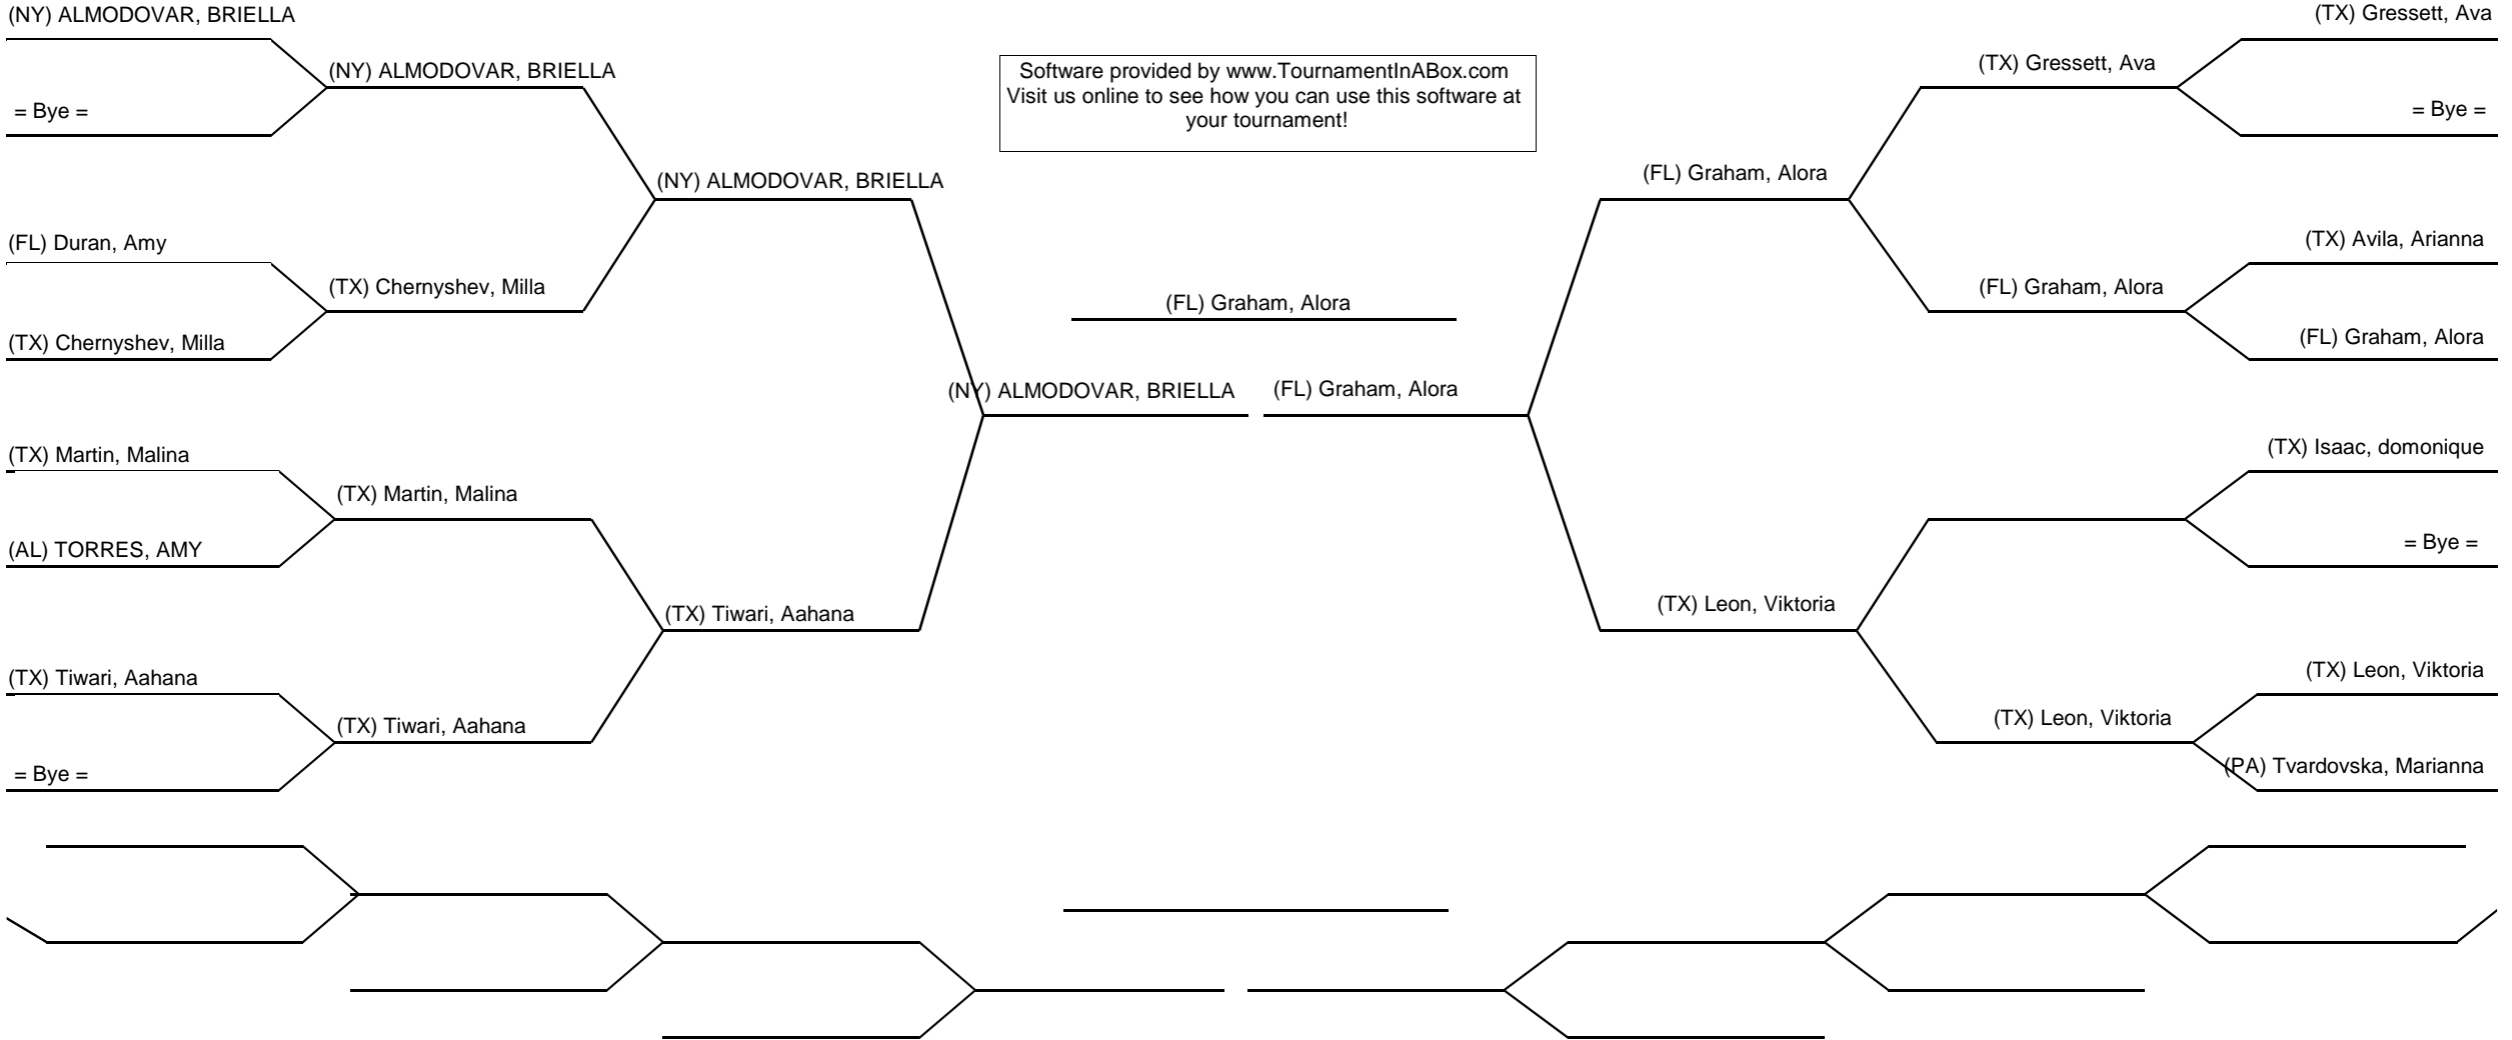 (NY) ALMODOVAR, BRIELLA
= Bye =
(FL) Duran, Amy
(TX) Chernyshev, Milla
(TX) Martin, Malina
(AL) TORRES, AMY
(TX) Tiwari, Aahana
= Bye =
(NY) ALMODOVAR, BRIELLA
(TX) Chernyshev, Milla
(TX) Martin, Malina
(TX) Tiwari, Aahana
(NY) ALMODOVAR, BRIELLA
(TX) Tiwari, Aahana
Software provided by www.TournamentInABox.com
Visit us online to see how you can use this software at
your tournament!
(FL) Graham, Alora
(NY) ALMODOVAR, BRIELLA
(FL) Graham, Alora
(FL) Graham, Alora
(TX) Leon, Viktoria
(TX) Gressett, Ava
(FL) Graham, Alora
(TX) Leon, Viktoria
(TX) Gressett, Ava
= Bye =
(TX) Avila, Arianna
(FL) Graham, Alora
(TX) Isaac, domonique
= Bye =
(TX) Leon, Viktoria
(PA) Tvardovska, Marianna